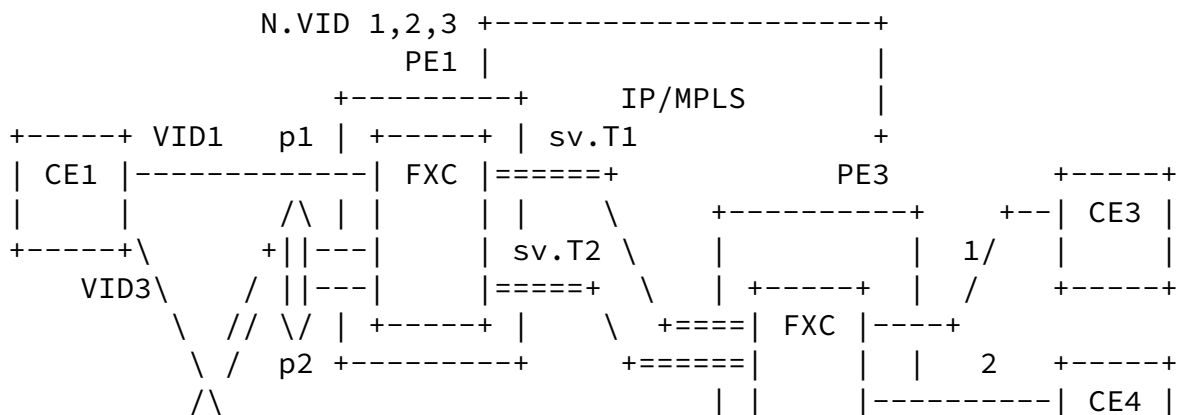 N.VID 1,2,3
PE1
IP/MPLS
VID1 p1 sv.T1
CE1 FXC PE3
CE3
sv.T2 1/
VID3
FXC
p2 2
CE4